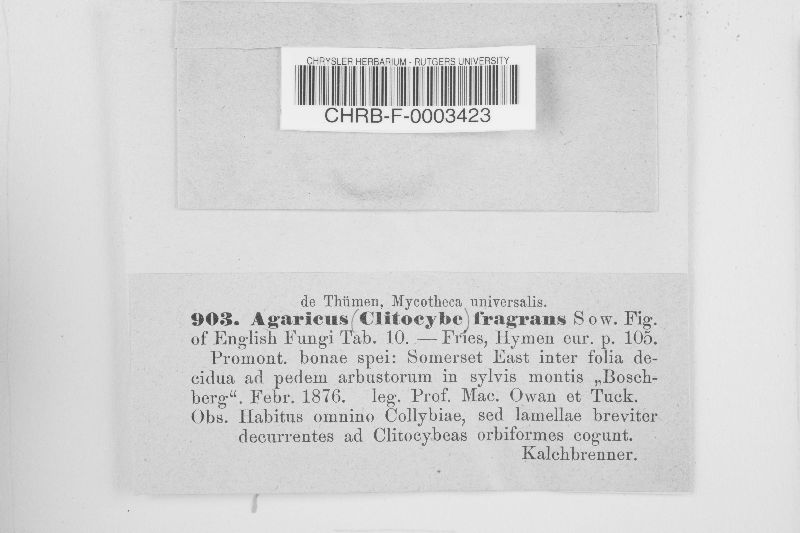 CHRYSLER HERBARIUM - RUTGERS UNIVERSITY
CHRB-F-0003423
de Thümen, Mycotheca universalis.
903. Agaricus (Clitocybe) fragrans Sow. Fig.
of English Fungi Tab. 10. — Fries, Hymen eur. p. 105.
Promont. bonae spei: Somerset East inter folia de-
cidua ad pedem arbustorum in sylvis montis „Bosch-
berg“. Febr. 1876. leg. Prof. Mac. Owan et Tuck.
Obs. Habitus omnino Collybiae, sed lamellae breviter
decurrentes ad Clitocybeas orbiformes cogunt.
Kalchbrenner.